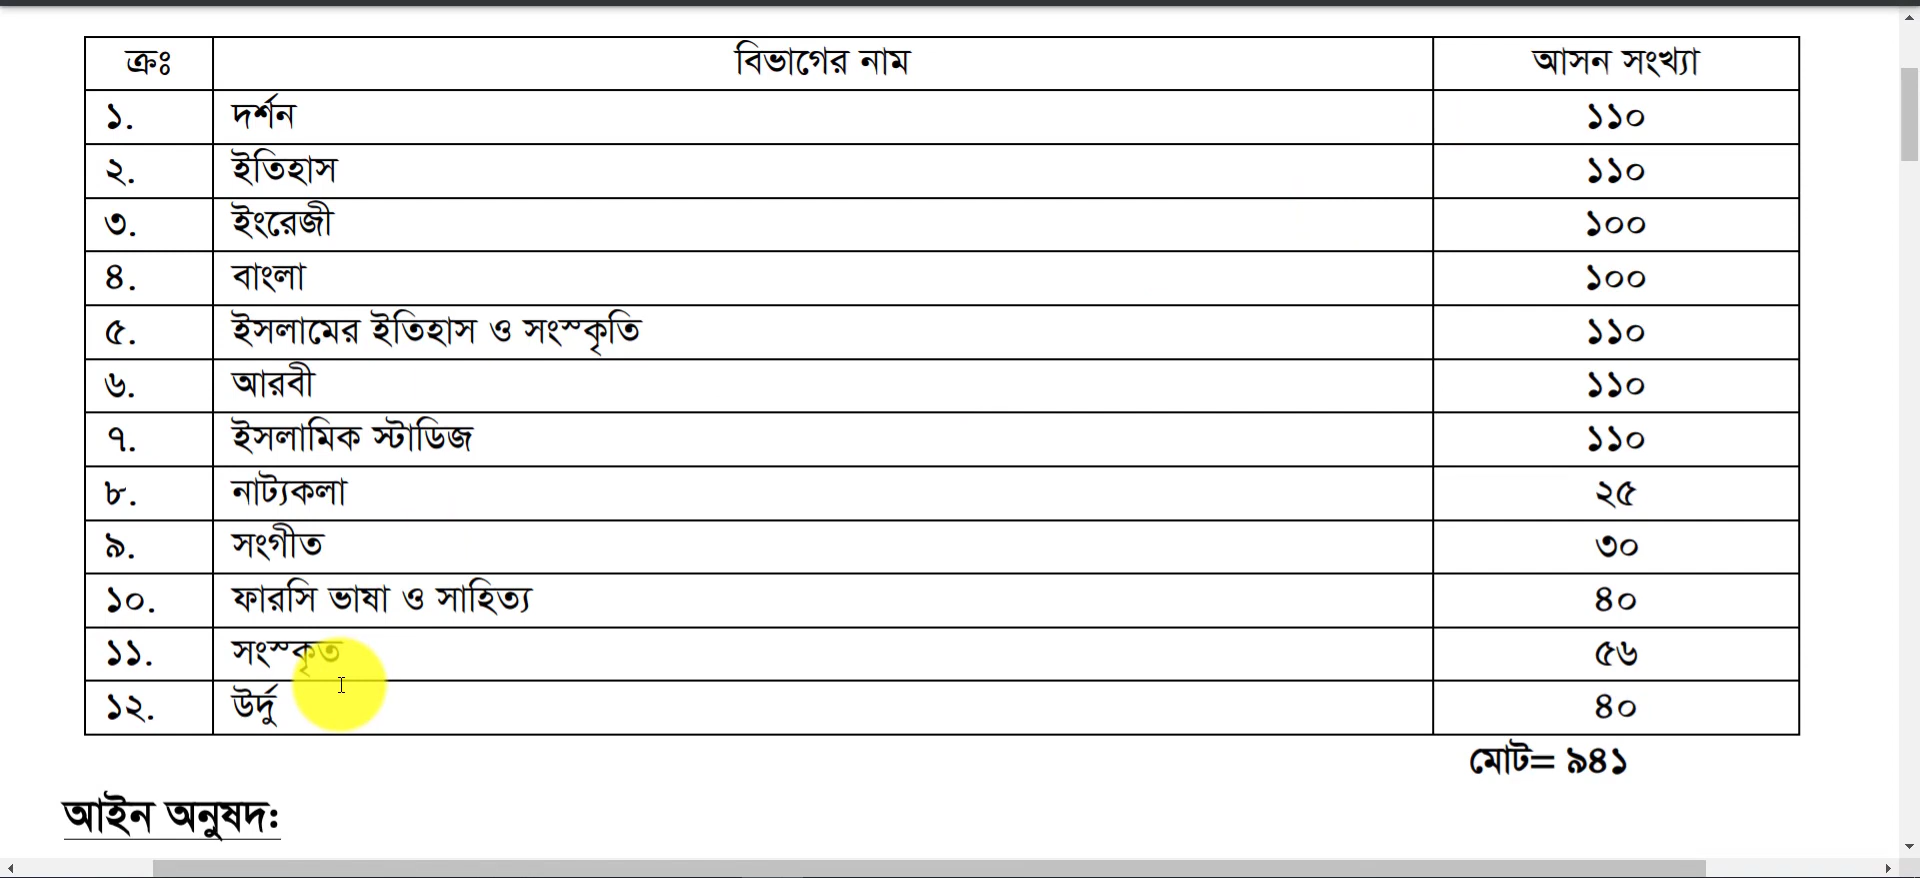 ক্রঃ বিভাগের নাম আসন সংখ্যা
১. দর্শন ১১০
২. ইতিহাস ১১০
৩. ইংরেজী ১০০
৪. বাংলা ১০০
৫. ইসলামের ইতিহাস ও সংস্কৃতি ১১০
৬. আরবী ১১০
৭. ইসলামিক স্টাডিজ ১১০
৮. নাট্যকলা ২৫
৯. সংগীত ৩০
১০. ফারসি ভাষা ও সাহিত্য ৪০
১১. সংস্কৃত ৫৬
১২. উর্দু ৪০
মোট= ৯৪১
আইন অনুষদ: